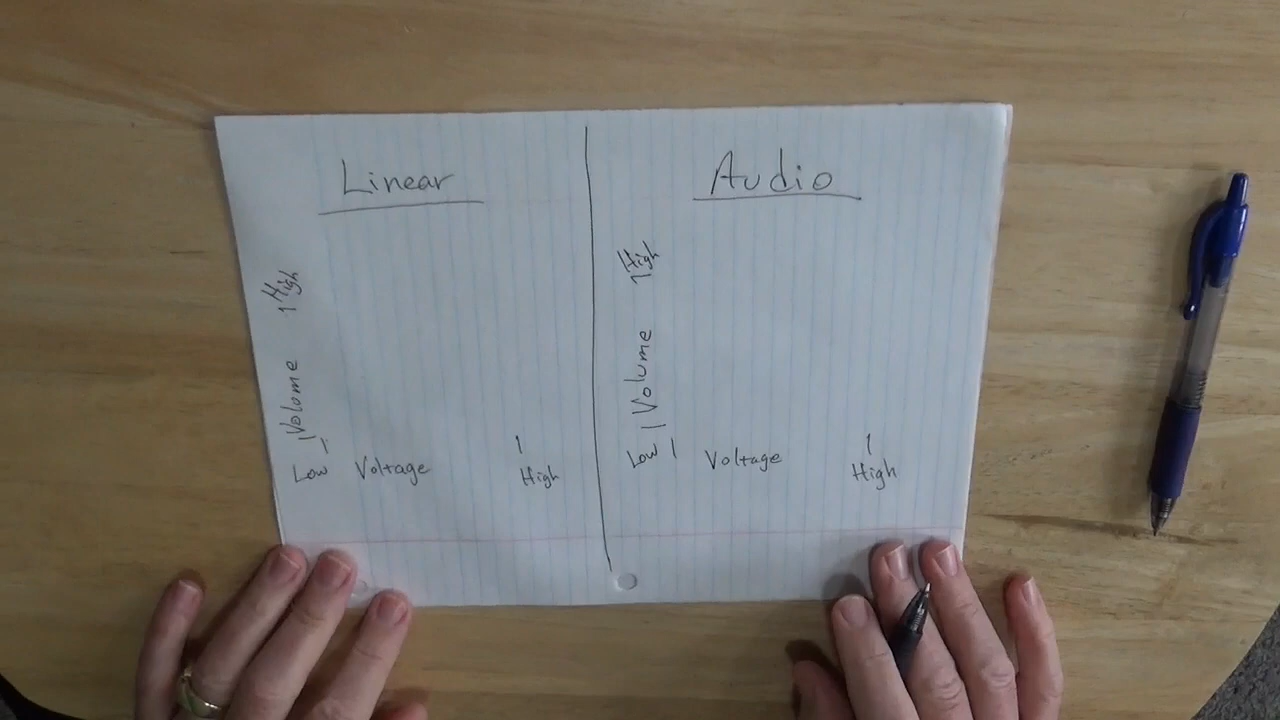 Linear
High
Volume
Low
Voltage
High
Audio
High
Volume
Low
Voltage
High